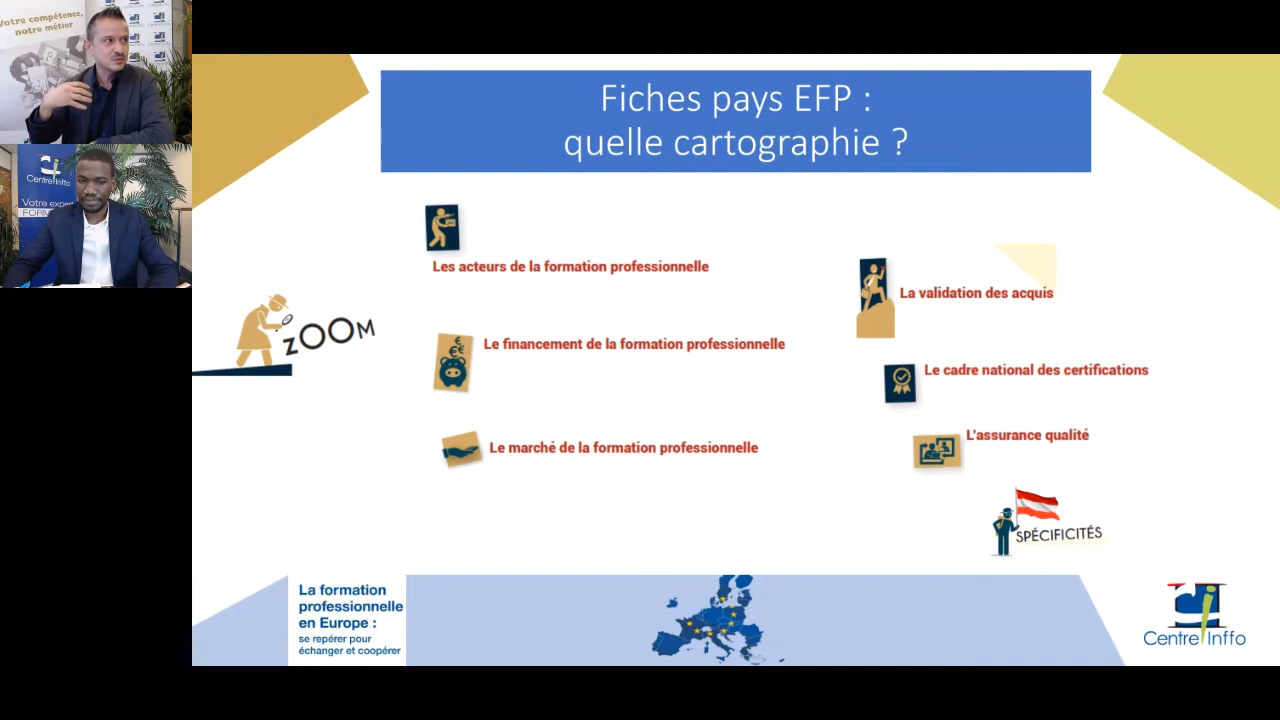 Votre compétence,
notre métier
Centre Inffo
Votre exper
FORM
Fiches pays EFP :
quelle cartographie ?
Les acteurs de la formation professionnelle
La validation des acquis
zOOM
Le financement de la formation professionnelle
Le cadre national des certifications
L'assurance qualité
Le marché de la formation professionnelle
SPÉCIFICITÉS
La formation
professionnelle
en Europe :
se repérer pour
échanger et coopérer
Centre Inffo